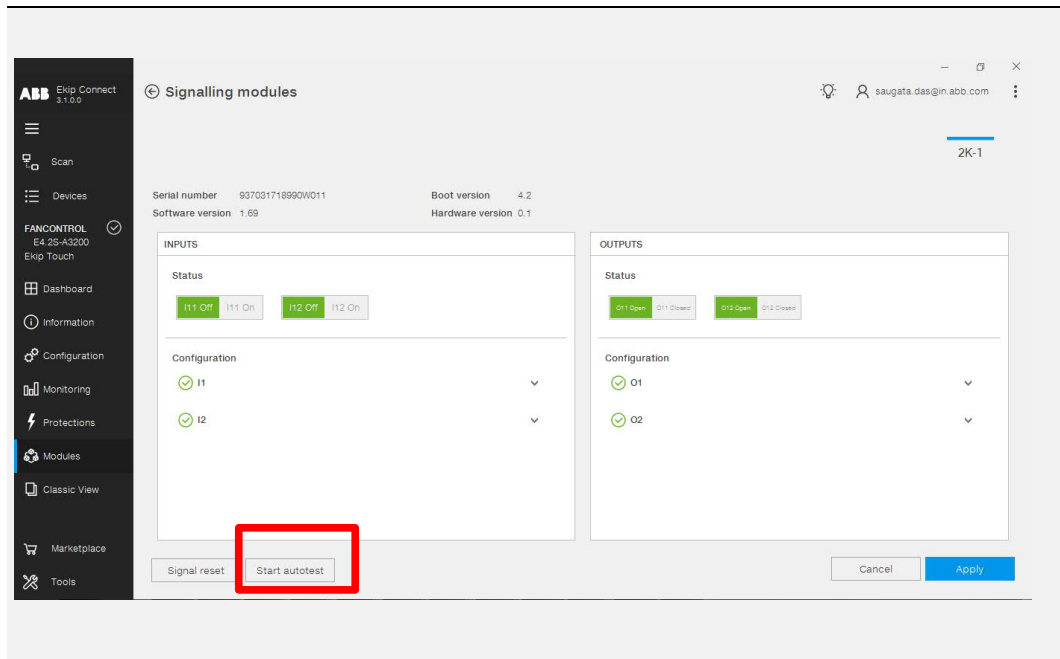 ABB Ekip Connect
3.1.0.0
Signalling modules
saugata.das@in.abb.com
Scan
2K-1
Devices
Serial number 937031718990W011 Boot version 4.2
Software version 1.69 Hardware version 0.1
FANCONTROL
E4.2S-A3200
Ekip Touch
INPUTS
Status
I11 Off I11 On I12 Off I12 On
Configuration
I1
I2
OUTPUTS
Status
O11 Open O11 Closed O12 Open O12 Closed
Configuration
O1
O2
Dashboard
Information
Configuration
Monitoring
Protections
Modules
Classic View
Marketplace
Tools
Signal reset Start autotest Cancel Apply